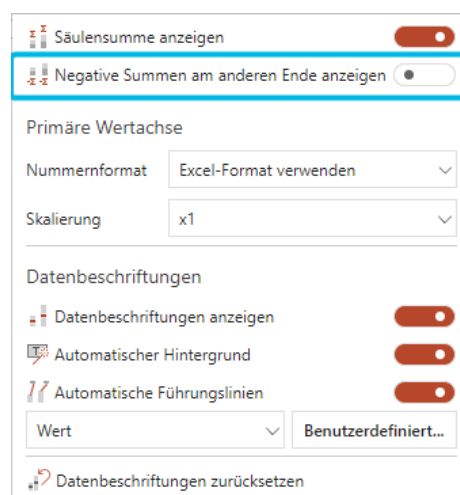 Säulensumme anzeigen
Negative Summen am anderen Ende anzeigen
Primäre Wertachse
Nummernformat Excel-Format verwenden
Skalierung x1
Datenbeschriftungen
Datenbeschriftungen anzeigen
Automatischer Hintergrund
Automatische Führungslinien
Wert Benutzerdefiniert...
Datenbeschriftungen zurücksetzen